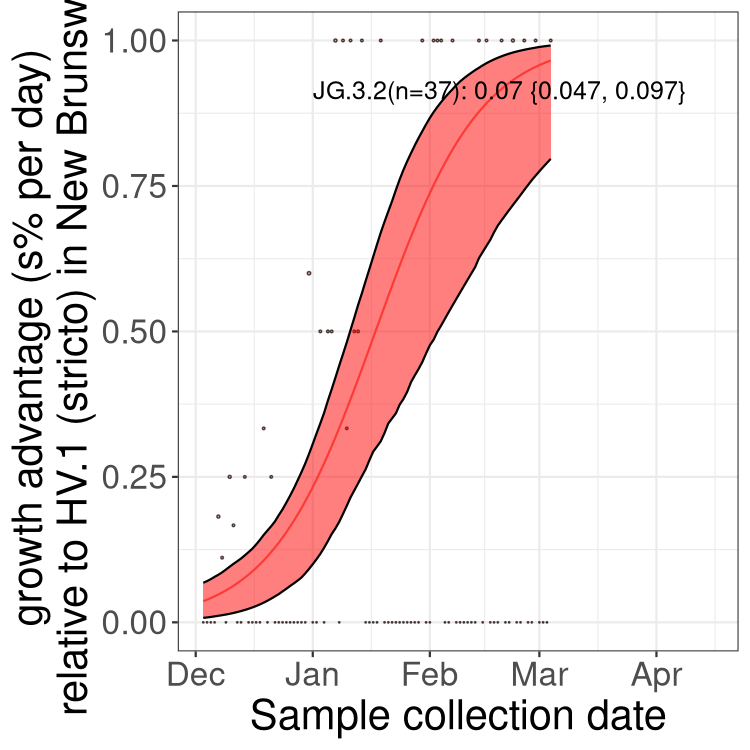 growth advantage (s% per day)
relative to HV.1 (stricto) in New Brunsw
1.00
0.75
0.50
0.25
0.00
JG.3.2(n=37): 0.07 {0.047, 0.097}
Dec Jan Feb Mar Apr
Sample collection date